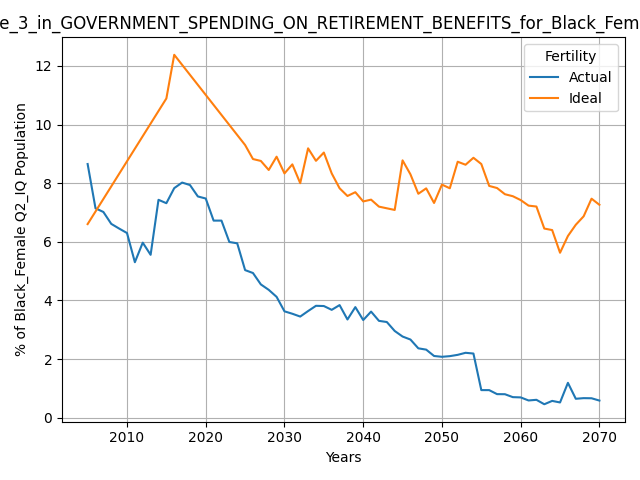 e_3_in_GOVERNMENT_SPENDING_ON_RETIREMENT_BENEFITS_for_Black_Fem
Fertility
Actual
Ideal
% of Black_Female Q2_IQ Population
12
10
8
6
4
2
0
2010 2020 2030 2040 2050 2060 2070
Years